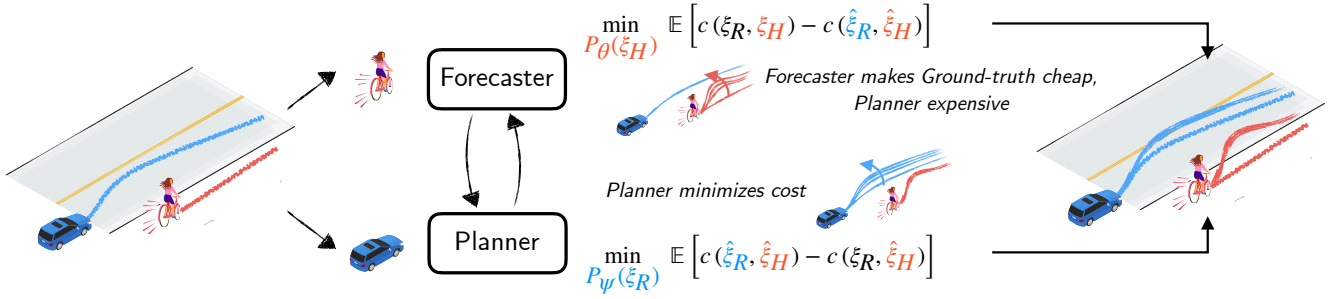 min 𝔼 [c (ξ_R, ξ_H) − c (ξ̂_R, ξ̂_H)]
P_θ(ξ_H)
Forecaster
Forecaster makes Ground-truth cheap,
Planner expensive
Planner minimizes cost
Planner
min 𝔼 [c (ξ̂_R, ξ̂_H) − c (ξ_R, ξ̂_H)]
P_ψ(ξ_R)